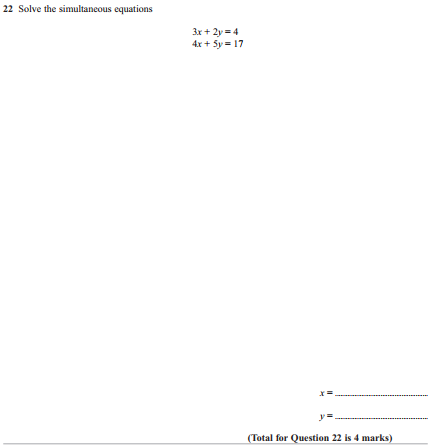 22 Solve the simultaneous equations
3x + 2y = 4
4x + 5y = 17
x =
y =
(Total for Question 22 is 4 marks)